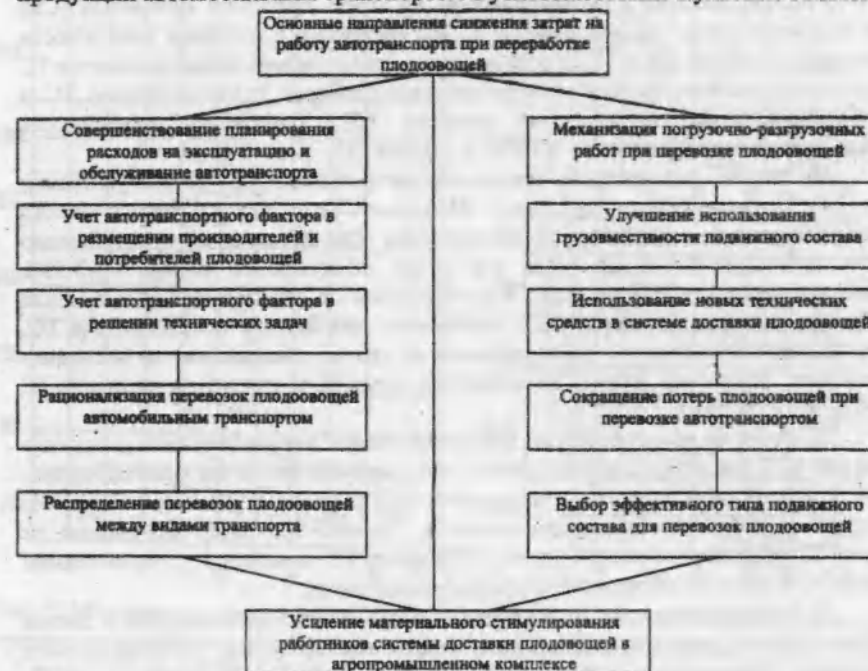 Основные направления снижения затрат на
работу автотранспорта при переработке
плодоовощей
Совершенствование планирования
расходов на эксплуатацию и
обслуживание автотранспорта
Учет автотранспортного фактора в
размещении производителей и
потребителей плодоовощей
Учет автотранспортного фактора в
решении технических задач
Рационализация перевозок плодоовощей
автомобильным транспортом
Распределение перевозок плодоовощей
между видами транспорта
Механизация погрузочно-разгрузочных
работ при перевозке плодоовощей
Улучшение использования
грузовместимости подвижного состава
Использование новых технических
средств в системе доставки плодоовощей
Сокращение потерь плодоовощей при
перевозке автотранспортом
Выбор эффективного типа подвижного
состава для перевозок плодоовощей
Усиление материального стимулирования
работников системы доставки плодоовощей в
агропромышленном комплексе